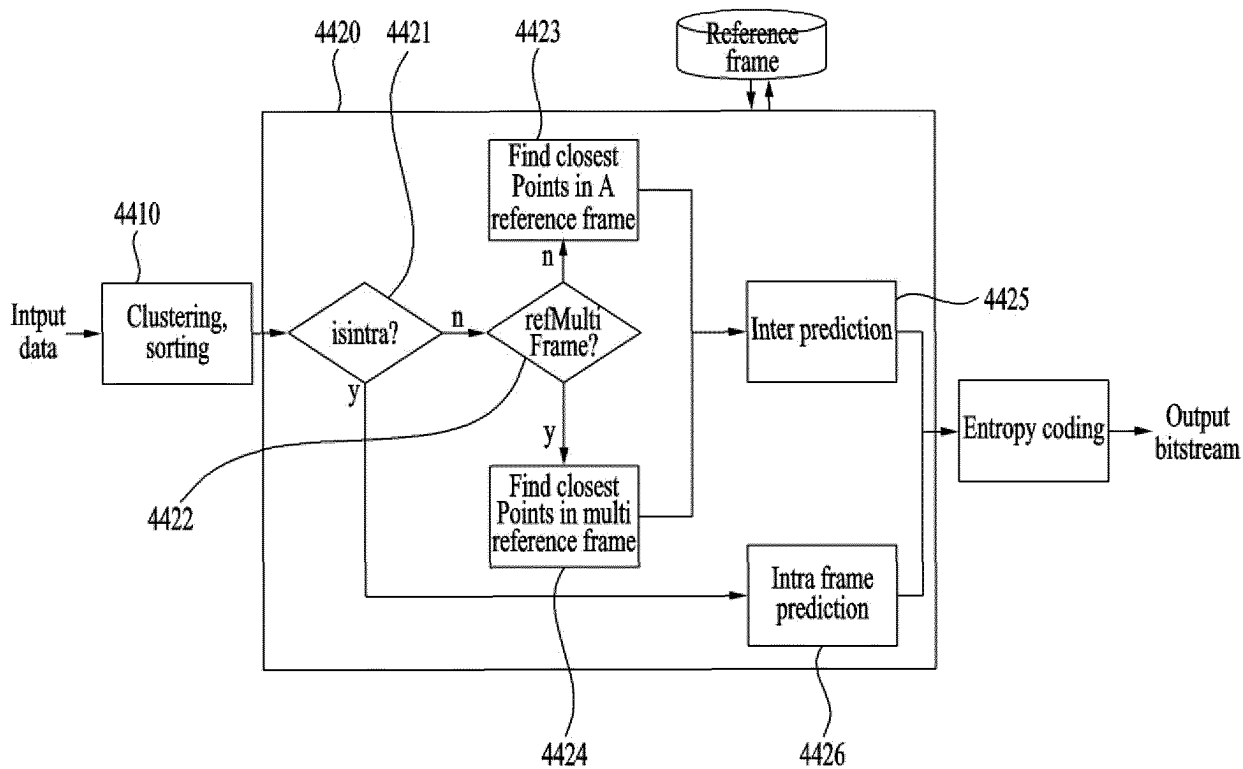 4420
4421
4423
Reference
frame
Find closest
Points in A
reference frame
4410
n
Intput
data
Clustering,
sorting
isintra?
n
refMulti
Frame?
Inter prediction
4425
y
y
Entropy coding
Output
bitstream
4422
Find closest
Points in multi
reference frame
Intra frame
prediction
4424
4426